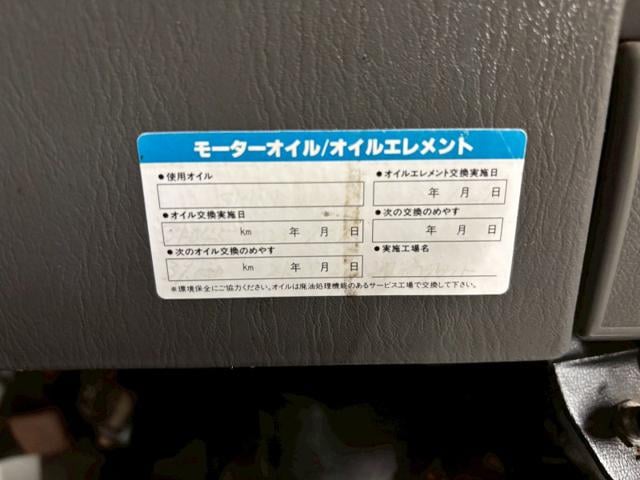 モーターオイル/オイルエレメント
●使用オイル
●オイル交換実施日
km 年 月 日
●次のオイル交換のめやす
km 年 月 日
●オイルエレメント交換実施日
年 月 日
●次の交換のめやす
年 月 日
●実施工場名
※環境保全にご協力ください。オイルは廃油処理機能のあるサービス工場で交換して下さい。